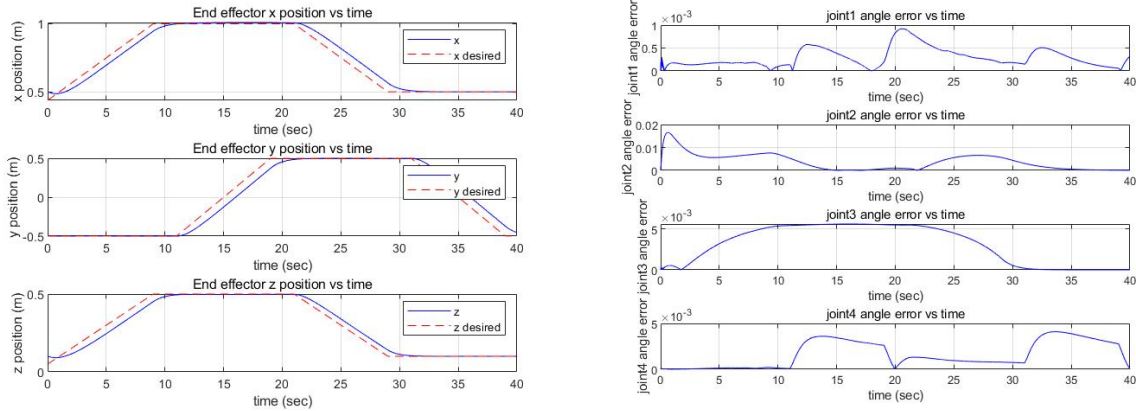 End effector x position vs time
x position (m)
1
0.5
x
x desired
0 5 10 15 20 25 30 35 40
time (sec)
End effector y position vs time
y position (m)
0.5
0
-0.5
y
y desired
0 5 10 15 20 25 30 35 40
time (sec)
End effector z position vs time
z position (m)
0.5
0
z
z desired
0 5 10 15 20 25 30 35 40
time (sec)
×10⁻³
joint1 angle error vs time
joint1 angle error
1
0.5
0
0 5 10 15 20 25 30 35 40
time (sec)
joint2 angle error vs time
joint2 angle error
0.02
0.01
0
0 5 10 15 20 25 30 35 40
time (sec)
×10⁻³
joint3 angle error vs time
joint3 angle error
5
0
0 5 10 15 20 25 30 35 40
time (sec)
×10⁻³
joint4 angle error vs time
joint4 angle error
5
0
0 5 10 15 20 25 30 35 40
time (sec)